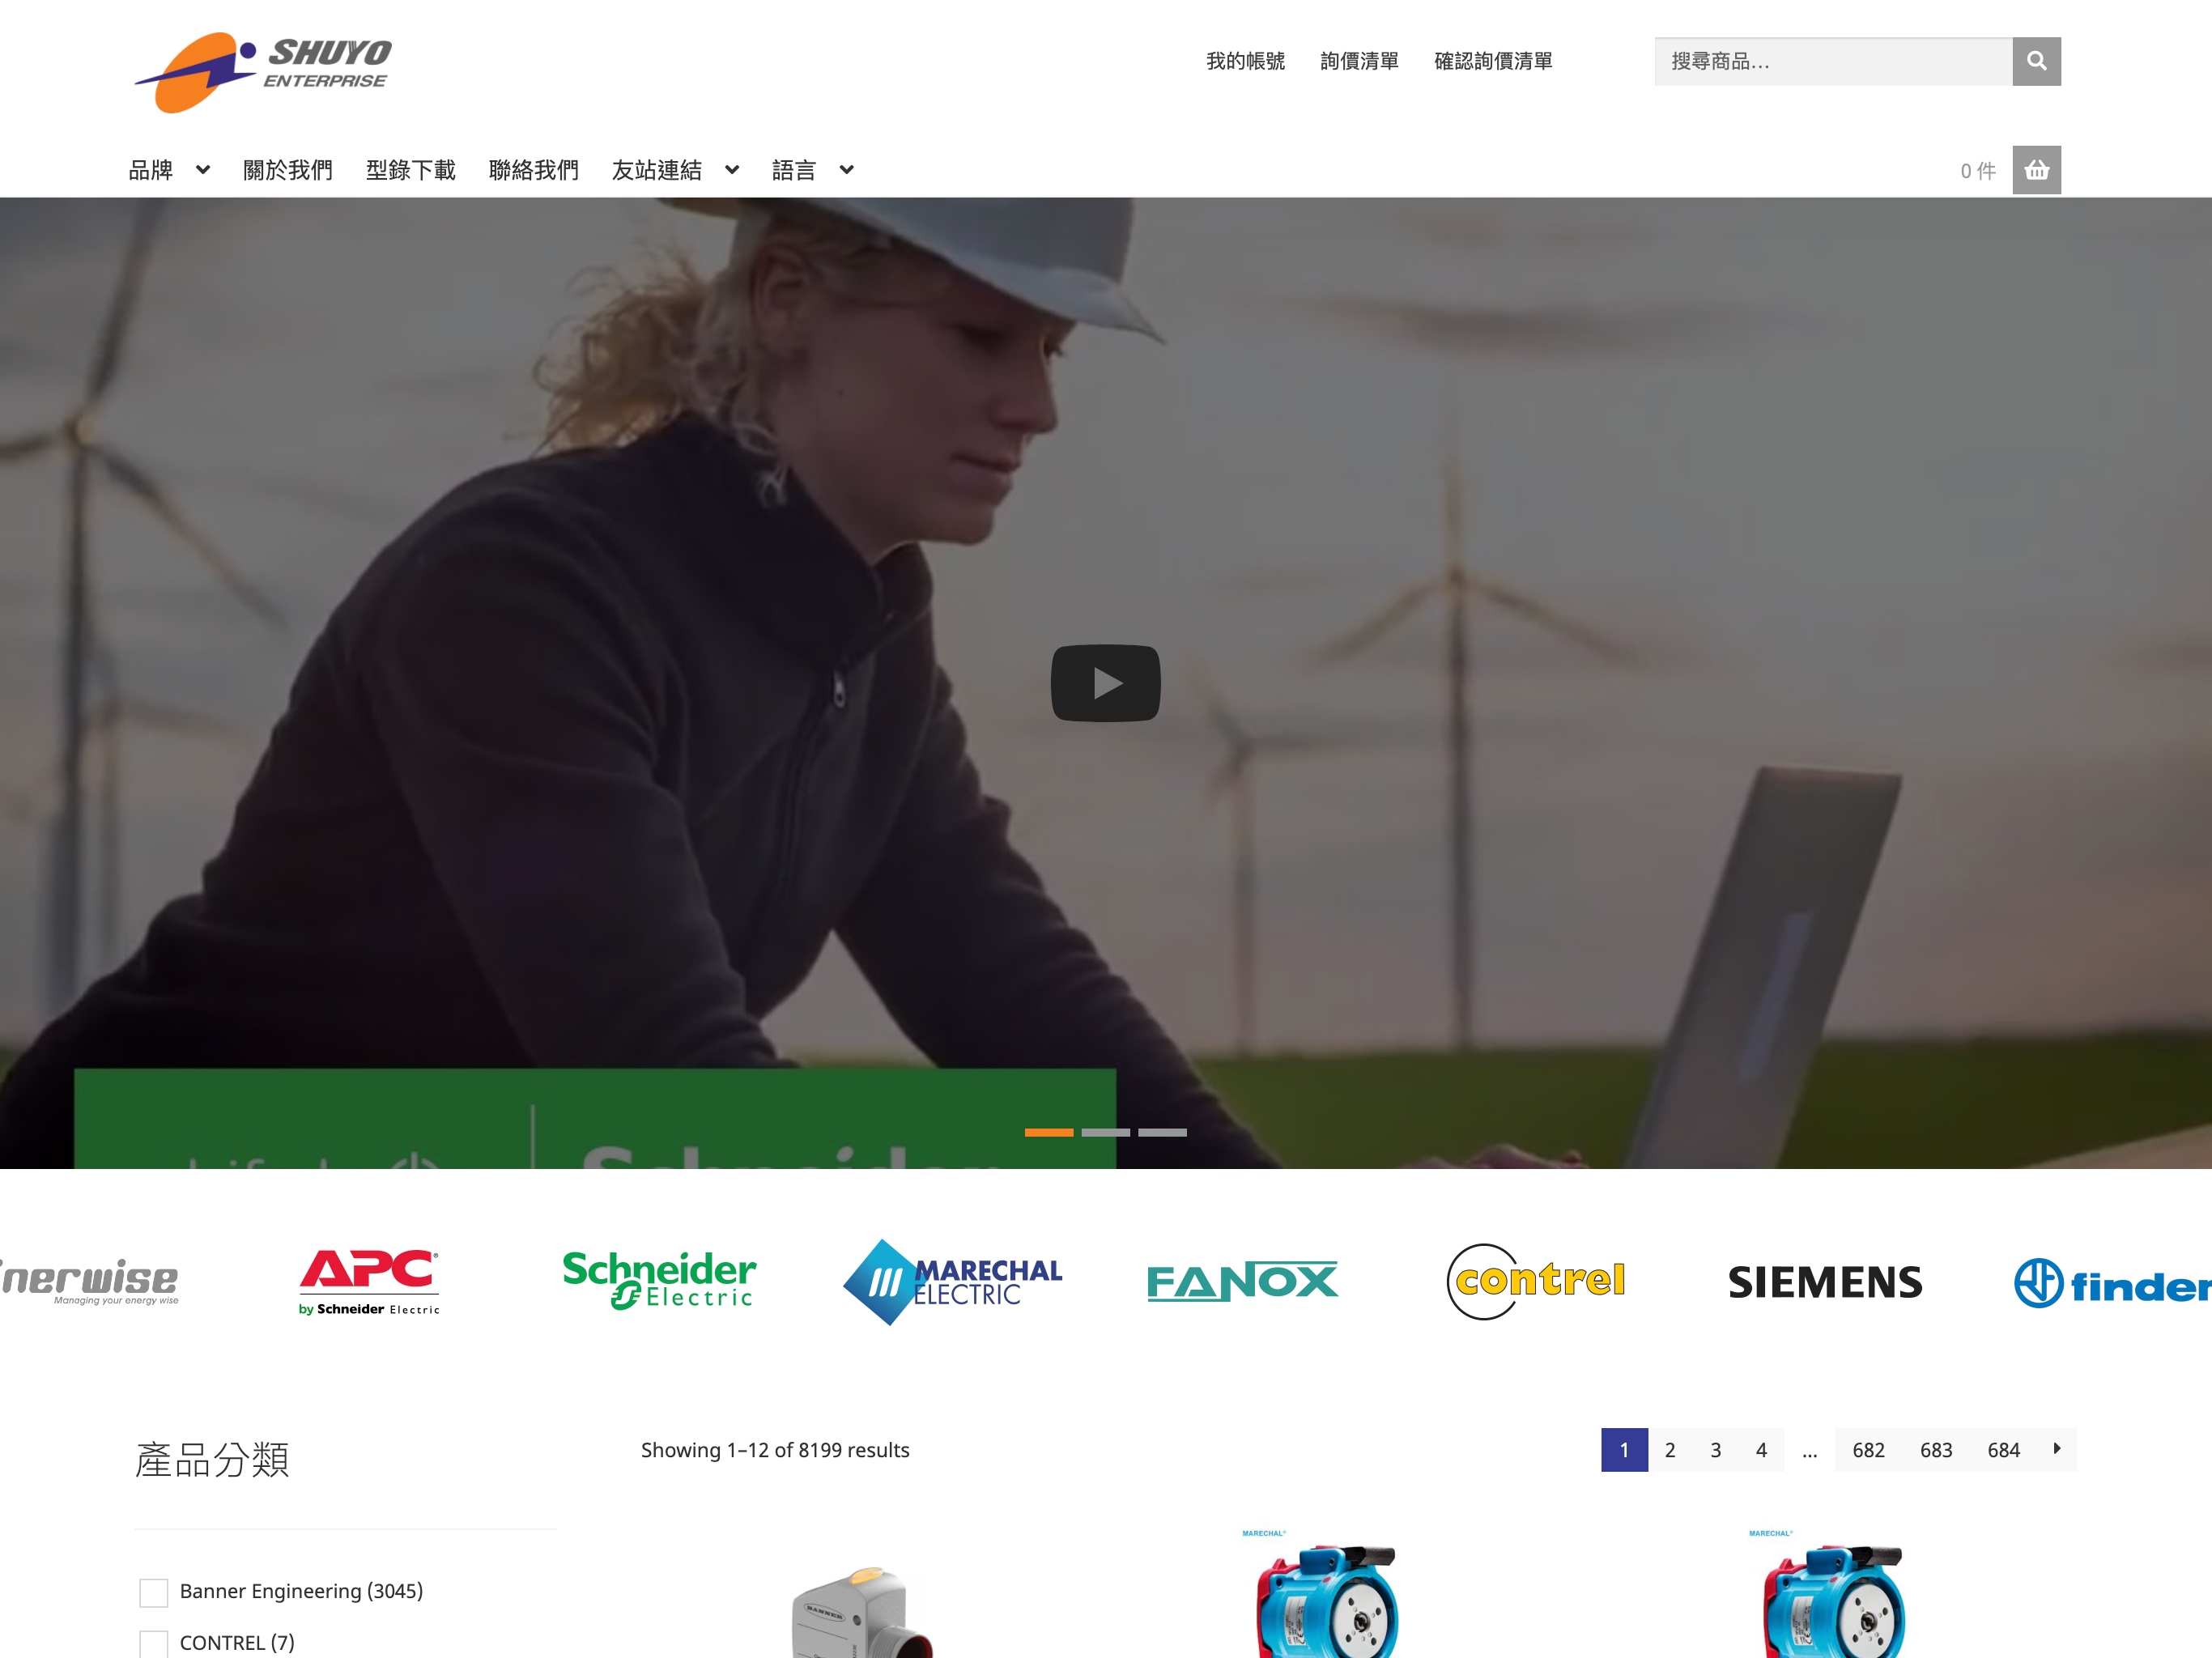 SHUYO
ENTERPRISE
我的帳號 詢價清單 確認詢價清單
搜尋商品...
品牌 關於我們 型錄下載 聯絡我們 友站連結 語言
0 件
Schneider
nerwise
Managing your energy wise
APC
by Schneider Electric
Schneider
Electric
MARECHAL
ELECTRIC
FANOX
contrel
SIEMENS
finder
產品分類
Showing 1–12 of 8199 results
1 2 3 4 ... 682 683 684
MARECHAL
MARECHAL
BANNER
Banner Engineering (3045)
CONTREL (7)